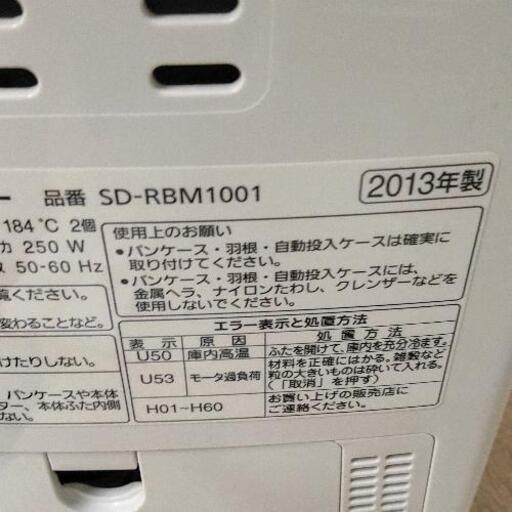 ー 品番 SD-RBM1001 2013年製
184℃ 2個
250 W
50-60 Hz
ください。
変わることなど。
けたりしない。
パンケースや本体
ター、本体ふた内側
ない。
使用上のお願い
●パンケース・羽根・自動投入ケースは確実に
取り付けてください。
●パンケース・羽根・自動投入ケースには、
金属ヘラ、ナイロンたわし、クレンザーなどを
使用しないでください。
エラー表示と処置方法
表示 原因 処置方法
U50 庫内高温 ふたを開けて、庫内を充分冷ます。
U53 モータ過負荷 材料を正確にはかる。雑穀など
粒の大きいものは砕いて入れる。
(「取消」を押す)
H01~H60 お買い上げの販売店に
ご連絡ください。